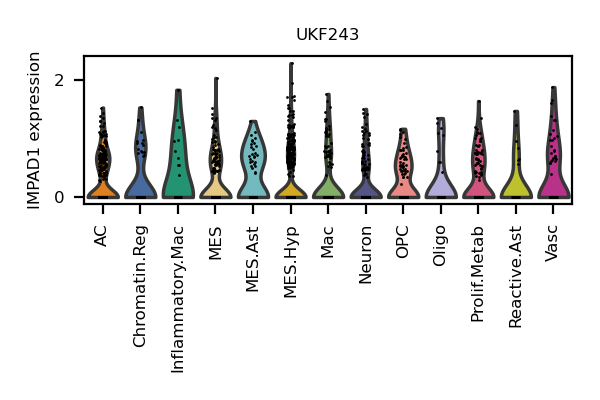 UKF243
IMPAD1 expression
2
0
AC
Chromatin.Reg
Inflammatory.Mac
MES
MES.Ast
MES.Hyp
Mac
Neuron
OPC
Oligo
Prolif.Metab
Reactive.Ast
Vasc